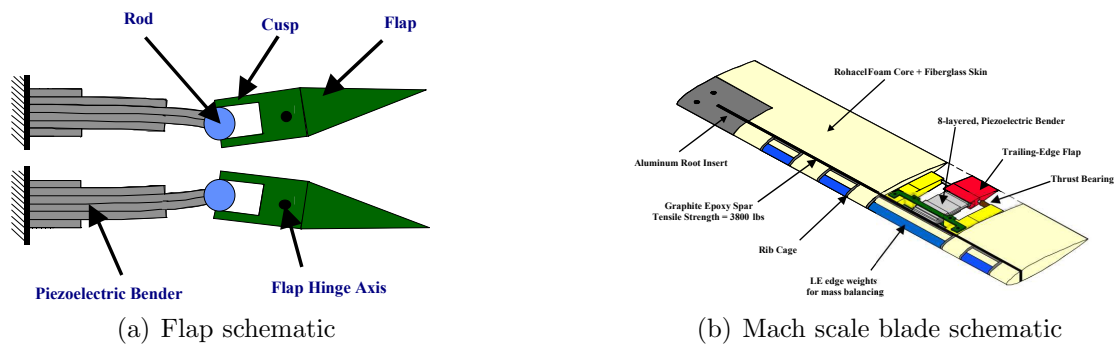 Rod
Cusp
Flap
Piezoelectric Bender
Flap Hinge Axis
(a) Flap schematic
Rohacel Foam Core + Fiberglass Skin
8-layered, Piezoelectric Bender
Trailing-Edge Flap
Thrust Bearing
Aluminum Root Insert
Graphite Epoxy Spar
Tensile Strength = 3800 lbs
Rib Cage
LE edge weights
for mass balancing
(b) Mach scale blade schematic